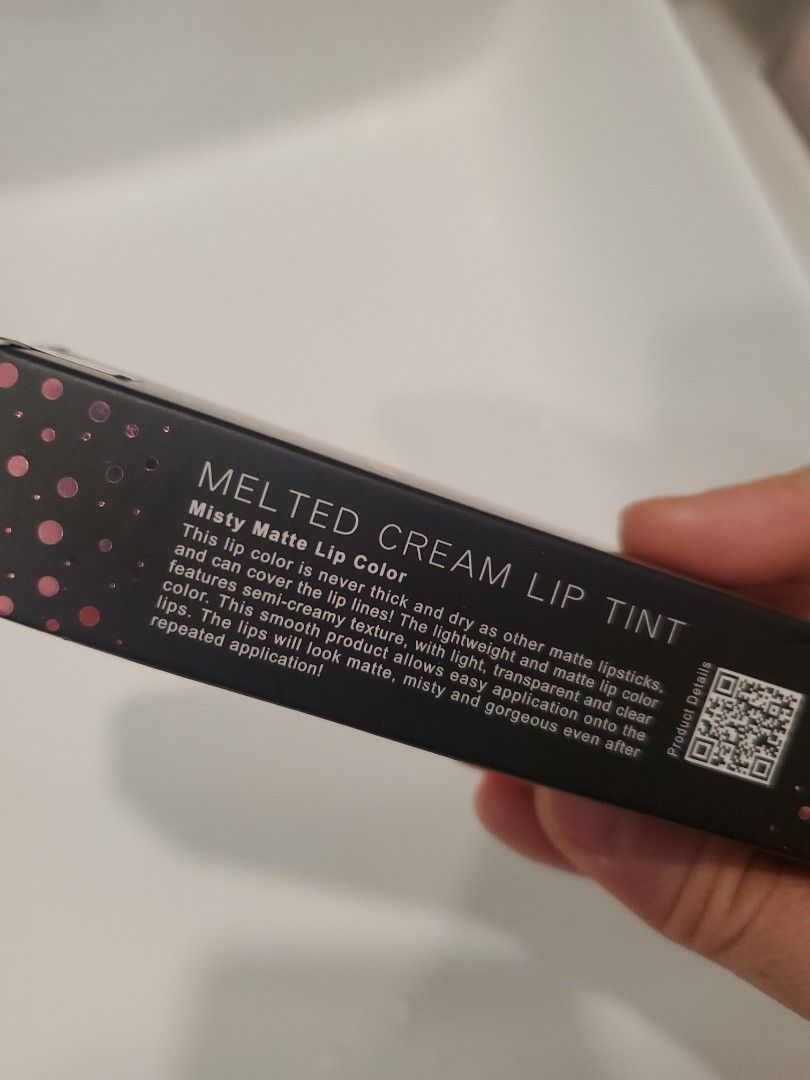 MELTED CREAM LIP TINT
Misty Matte Lip Color
This lip color is never thick and dry as other matte lipsticks,
and can cover the lip lines! The lightweight and matte lip color
features semi-creamy texture, with light, transparent and clear
color. This smooth product allows easy application onto the
lips. The lips will look matte, misty and gorgeous even after
repeated application!
Product Details